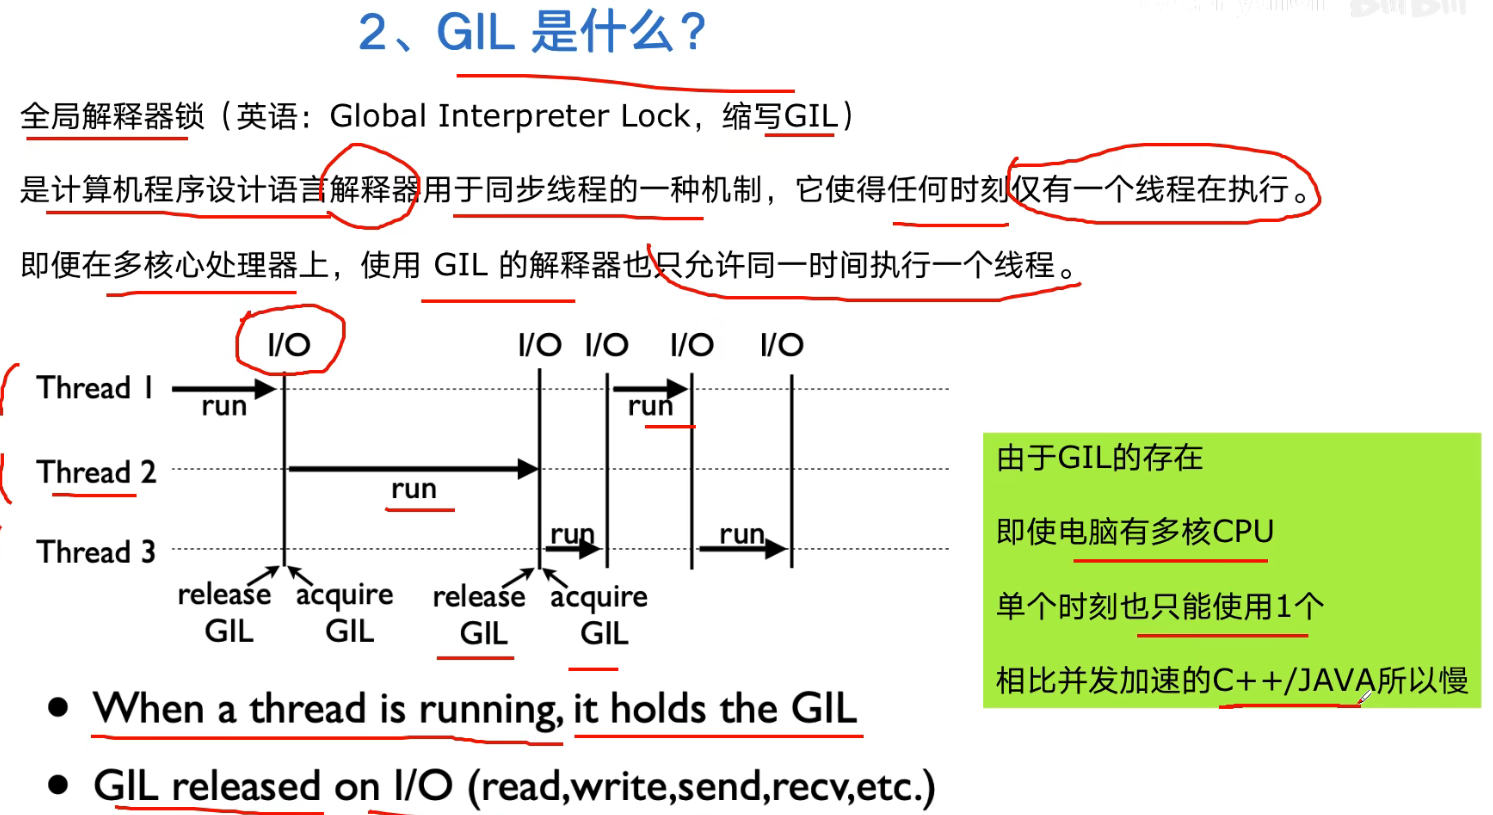 2、GIL 是什么?
全局解释器锁（英语：Global Interpreter Lock，缩写GIL）
是计算机程序设计语言解释器用于同步线程的一种机制，它使得任何时刻仅有一个线程在执行。
即便在多核心处理器上，使用 GIL 的解释器也只允许同一时间执行一个线程。
I/O I/O I/O I/O I/O
Thread 1
run run
Thread 2
run
run run
Thread 3
release acquire release acquire
GIL GIL GIL GIL
由于GIL的存在
即使电脑有多核CPU
单个时刻也只能使用1个
相比并发加速的C++/JAVA所以慢
• When a thread is running, it holds the GIL
• GIL released on I/O (read,write,send,recv,etc.)